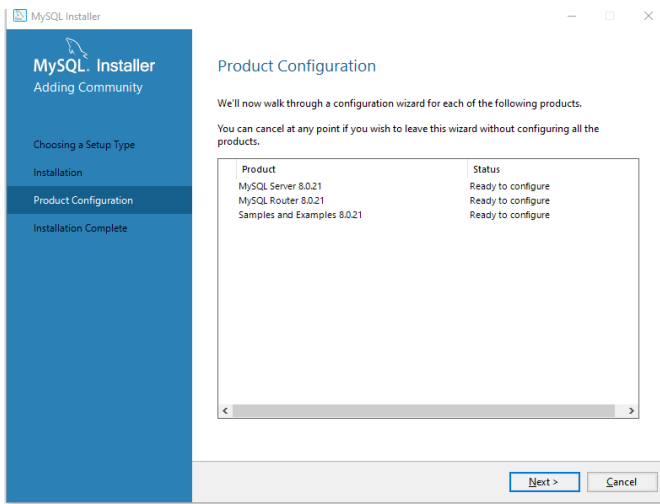 MySQL Installer
MySQL. Installer
Adding Community
Choosing a Setup Type
Installation
Product Configuration
Installation Complete
Product Configuration
We'll now walk through a configuration wizard for each of the following products.
You can cancel at any point if you wish to leave this wizard without configuring all the
products.
Product Status
MySQL Server 8.0.21 Ready to configure
MySQL Router 8.0.21 Ready to configure
Samples and Examples 8.0.21 Ready to configure
Next > Cancel